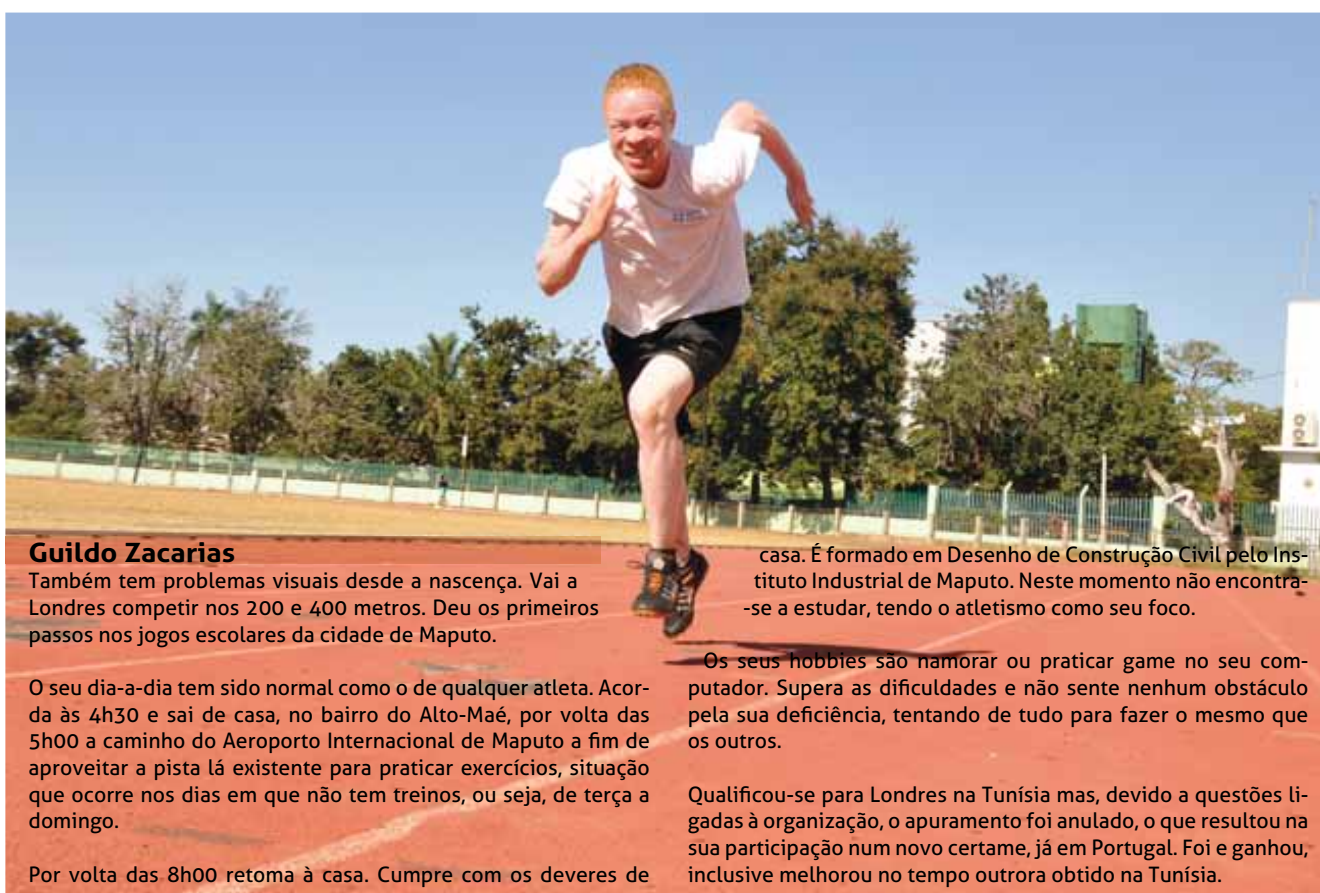 Guildo Zacarias
Também tem problemas visuais desde a nascença. Vai a
Londres competir nos 200 e 400 metros. Deu os primeiros
passos nos jogos escolares da cidade de Maputo.
O seu dia-a-dia tem sido normal como o de qualquer atleta. Acor-
da às 4h30 e sai de casa, no bairro do Alto-Maé, por volta das
5h00 a caminho do Aeroporto Internacional de Maputo a fim de
aproveitar a pista lá existente para praticar exercícios, situação
que ocorre nos dias em que não tem treinos, ou seja, de terça a
domingo.
Por volta das 8h00 retoma à casa. Cumpre com os deveres de
casa. É formado em Desenho de Construção Civil pelo Ins-
tituto Industrial de Maputo. Neste momento não encontra-
-se a estudar, tendo o atletismo como seu foco.
Os seus hobbies são namorar ou praticar game no seu com-
putador. Supera as dificuldades e não sente nenhum obstáculo
pela sua deficiência, tentando de tudo para fazer o mesmo que
os outros.
Qualificou-se para Londres na Tunísia mas, devido a questões li-
gadas à organização, o apuramento foi anulado, o que resultou na
sua participação num novo certame, já em Portugal. Foi e ganhou,
inclusive melhorou no tempo outrora obtido na Tunísia.